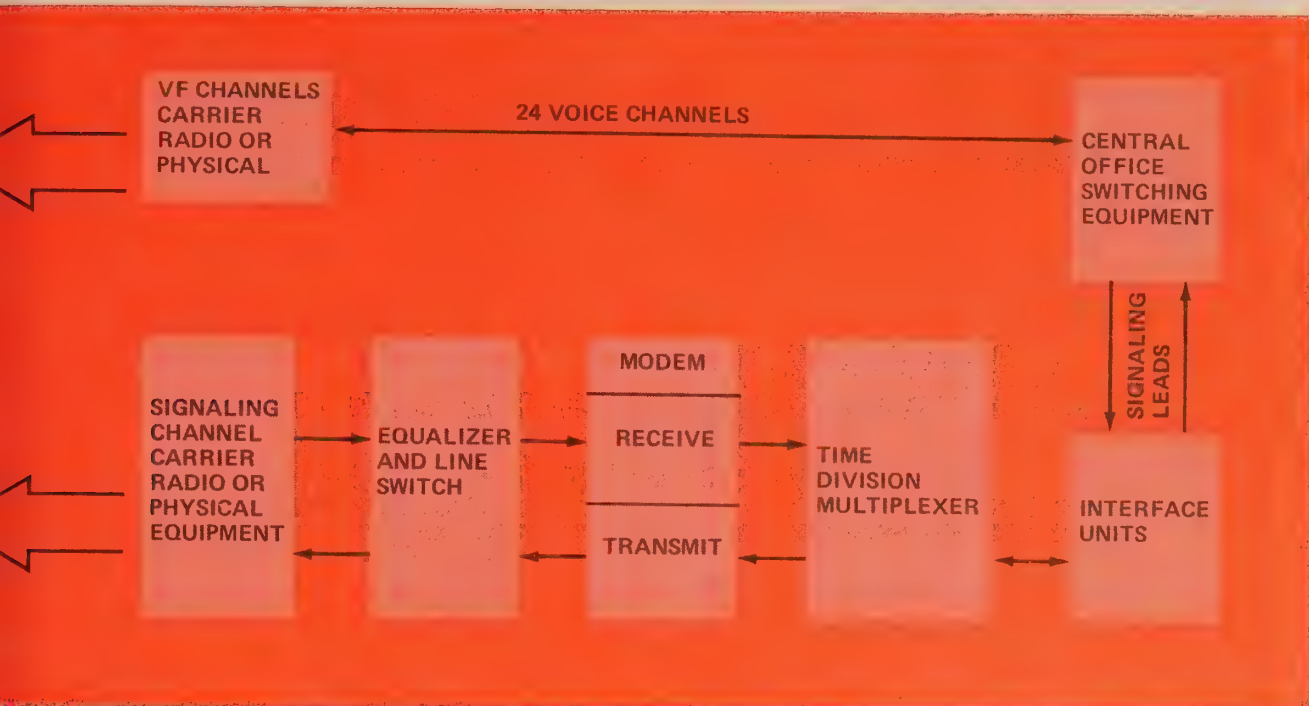 VF CHANNELS
CARRIER
RADIO OR
PHYSICAL
24 VOICE CHANNELS
CENTRAL
OFFICE
SWITCHING
EQUIPMENT
SIGNALING
LEADS
SIGNALING
CHANNEL
CARRIER
RADIO OR
PHYSICAL
EQUIPMENT
EQUALIZER
AND LINE
SWITCH
MODEM
RECEIVE
TRANSMIT
TIME
DIVISION
MULTIPLEXER
INTERFACE
UNITS